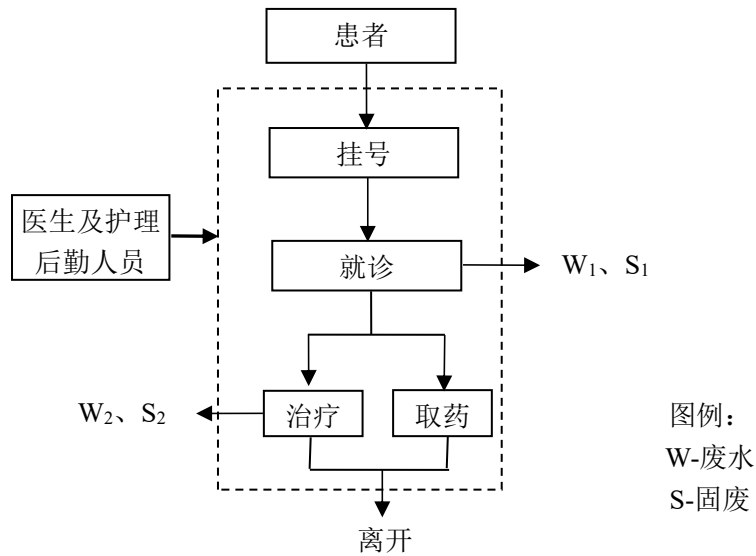 患者
挂号
医生及护理
后勤人员
就诊
W₁、S₁
W₂、S₂
治疗
取药
图例：
W-废水
S-固废
离开